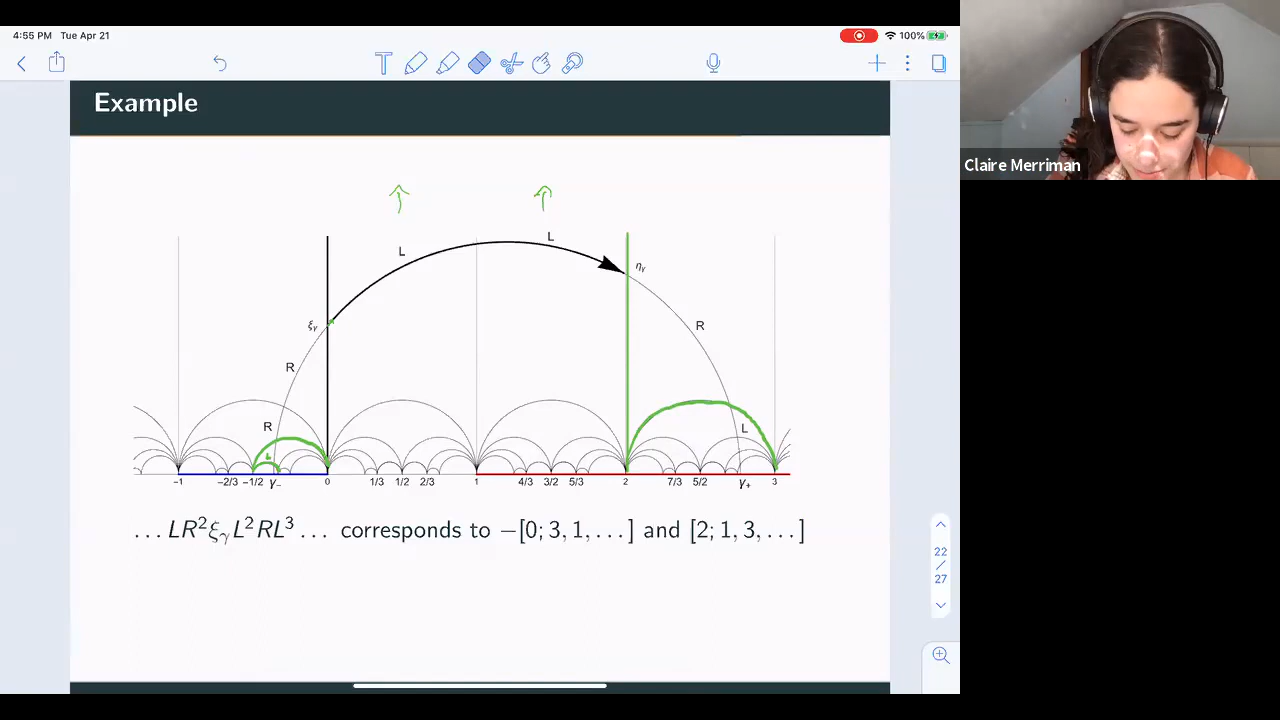 4:55 PM Tue Apr 21
100%
Claire Merriman
T
Example
L
L
ηγ
ξγ
R
R
R
L
L
−1
−2/3
−1/2
γ−
0
1/3
1/2
2/3
1
4/3
3/2
5/3
2
7/3
5/2
γ+
3
...LR²ξγL²RL³... corresponds to −[0; 3, 1, ...] and [2; 1, 3, ...]
22
/
27